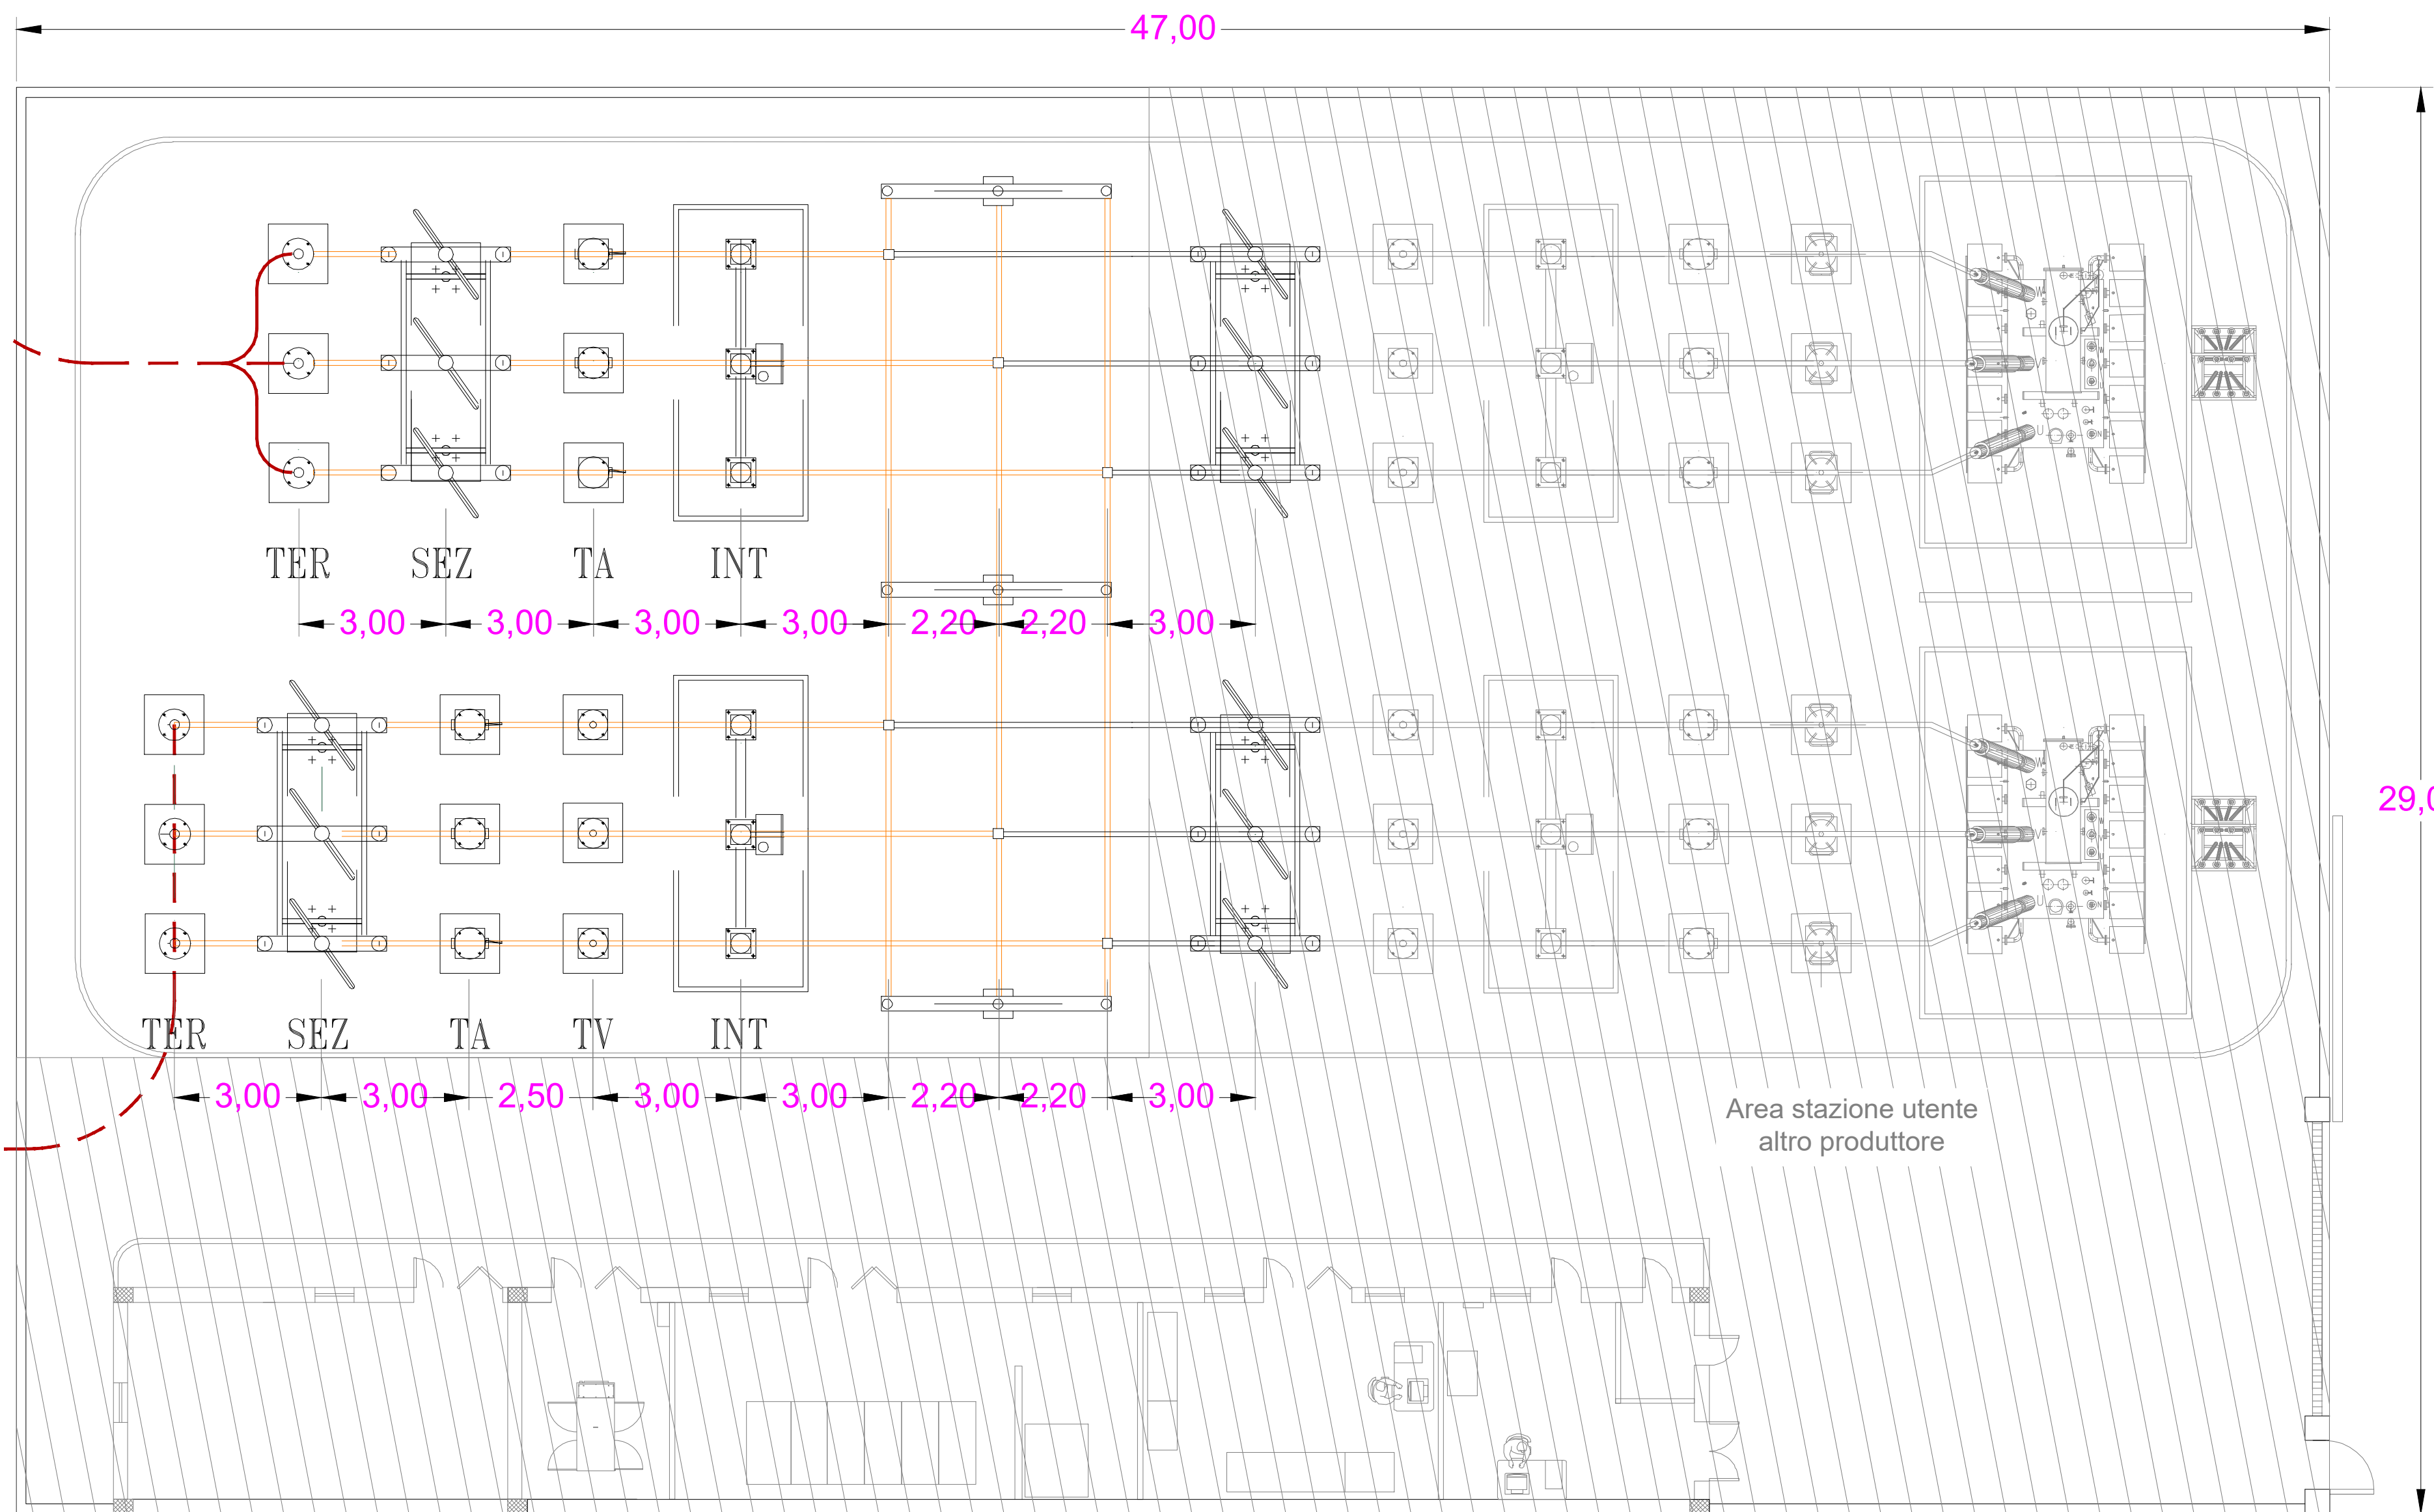 47,00
TER SEZ TA INT
3,00 3,00 3,00 3,00 2,20 2,20 3,00
29,0
TER SEZ TA TV INT
3,00 3,00 2,50 3,00 3,00 2,20 2,20 3,00
Area stazione utente
altro produttore